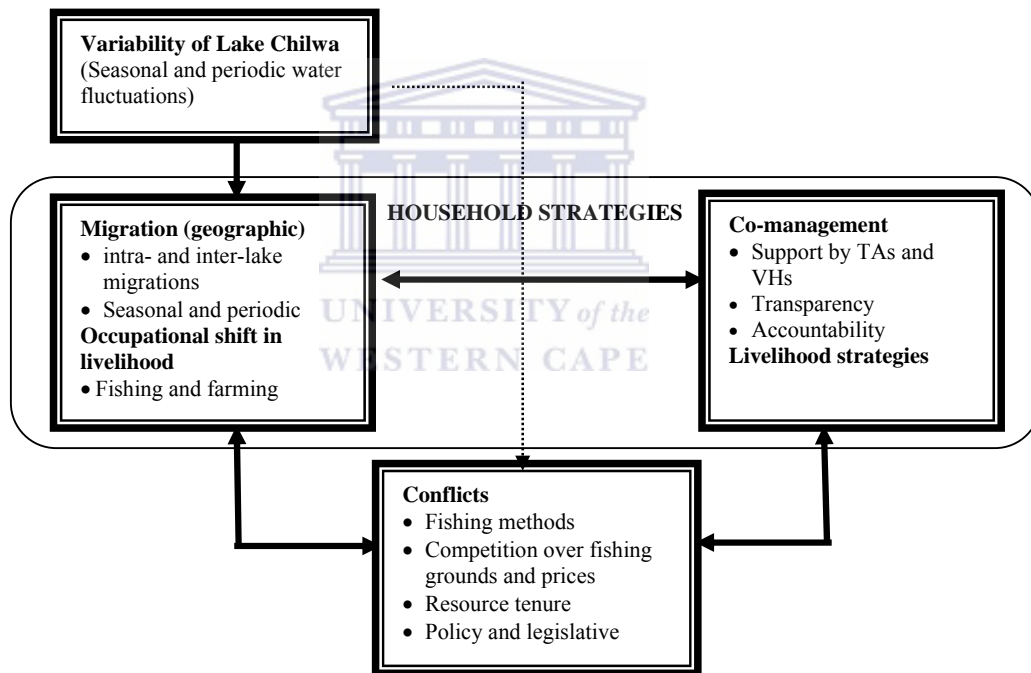 Variability of Lake Chilwa
(Seasonal and periodic water
fluctuations)
HOUSEHOLD STRATEGIES
Migration (geographic)
• intra- and inter-lake
migrations
• Seasonal and periodic
Occupational shift in
livelihood
• Fishing and farming
Co-management
• Support by TAs and
VHs
• Transparency
• Accountability
Livelihood strategies
UNIVERSITY of the
WESTERN CAPE
Conflicts
• Fishing methods
• Competition over fishing
grounds and prices
• Resource tenure
• Policy and legislative